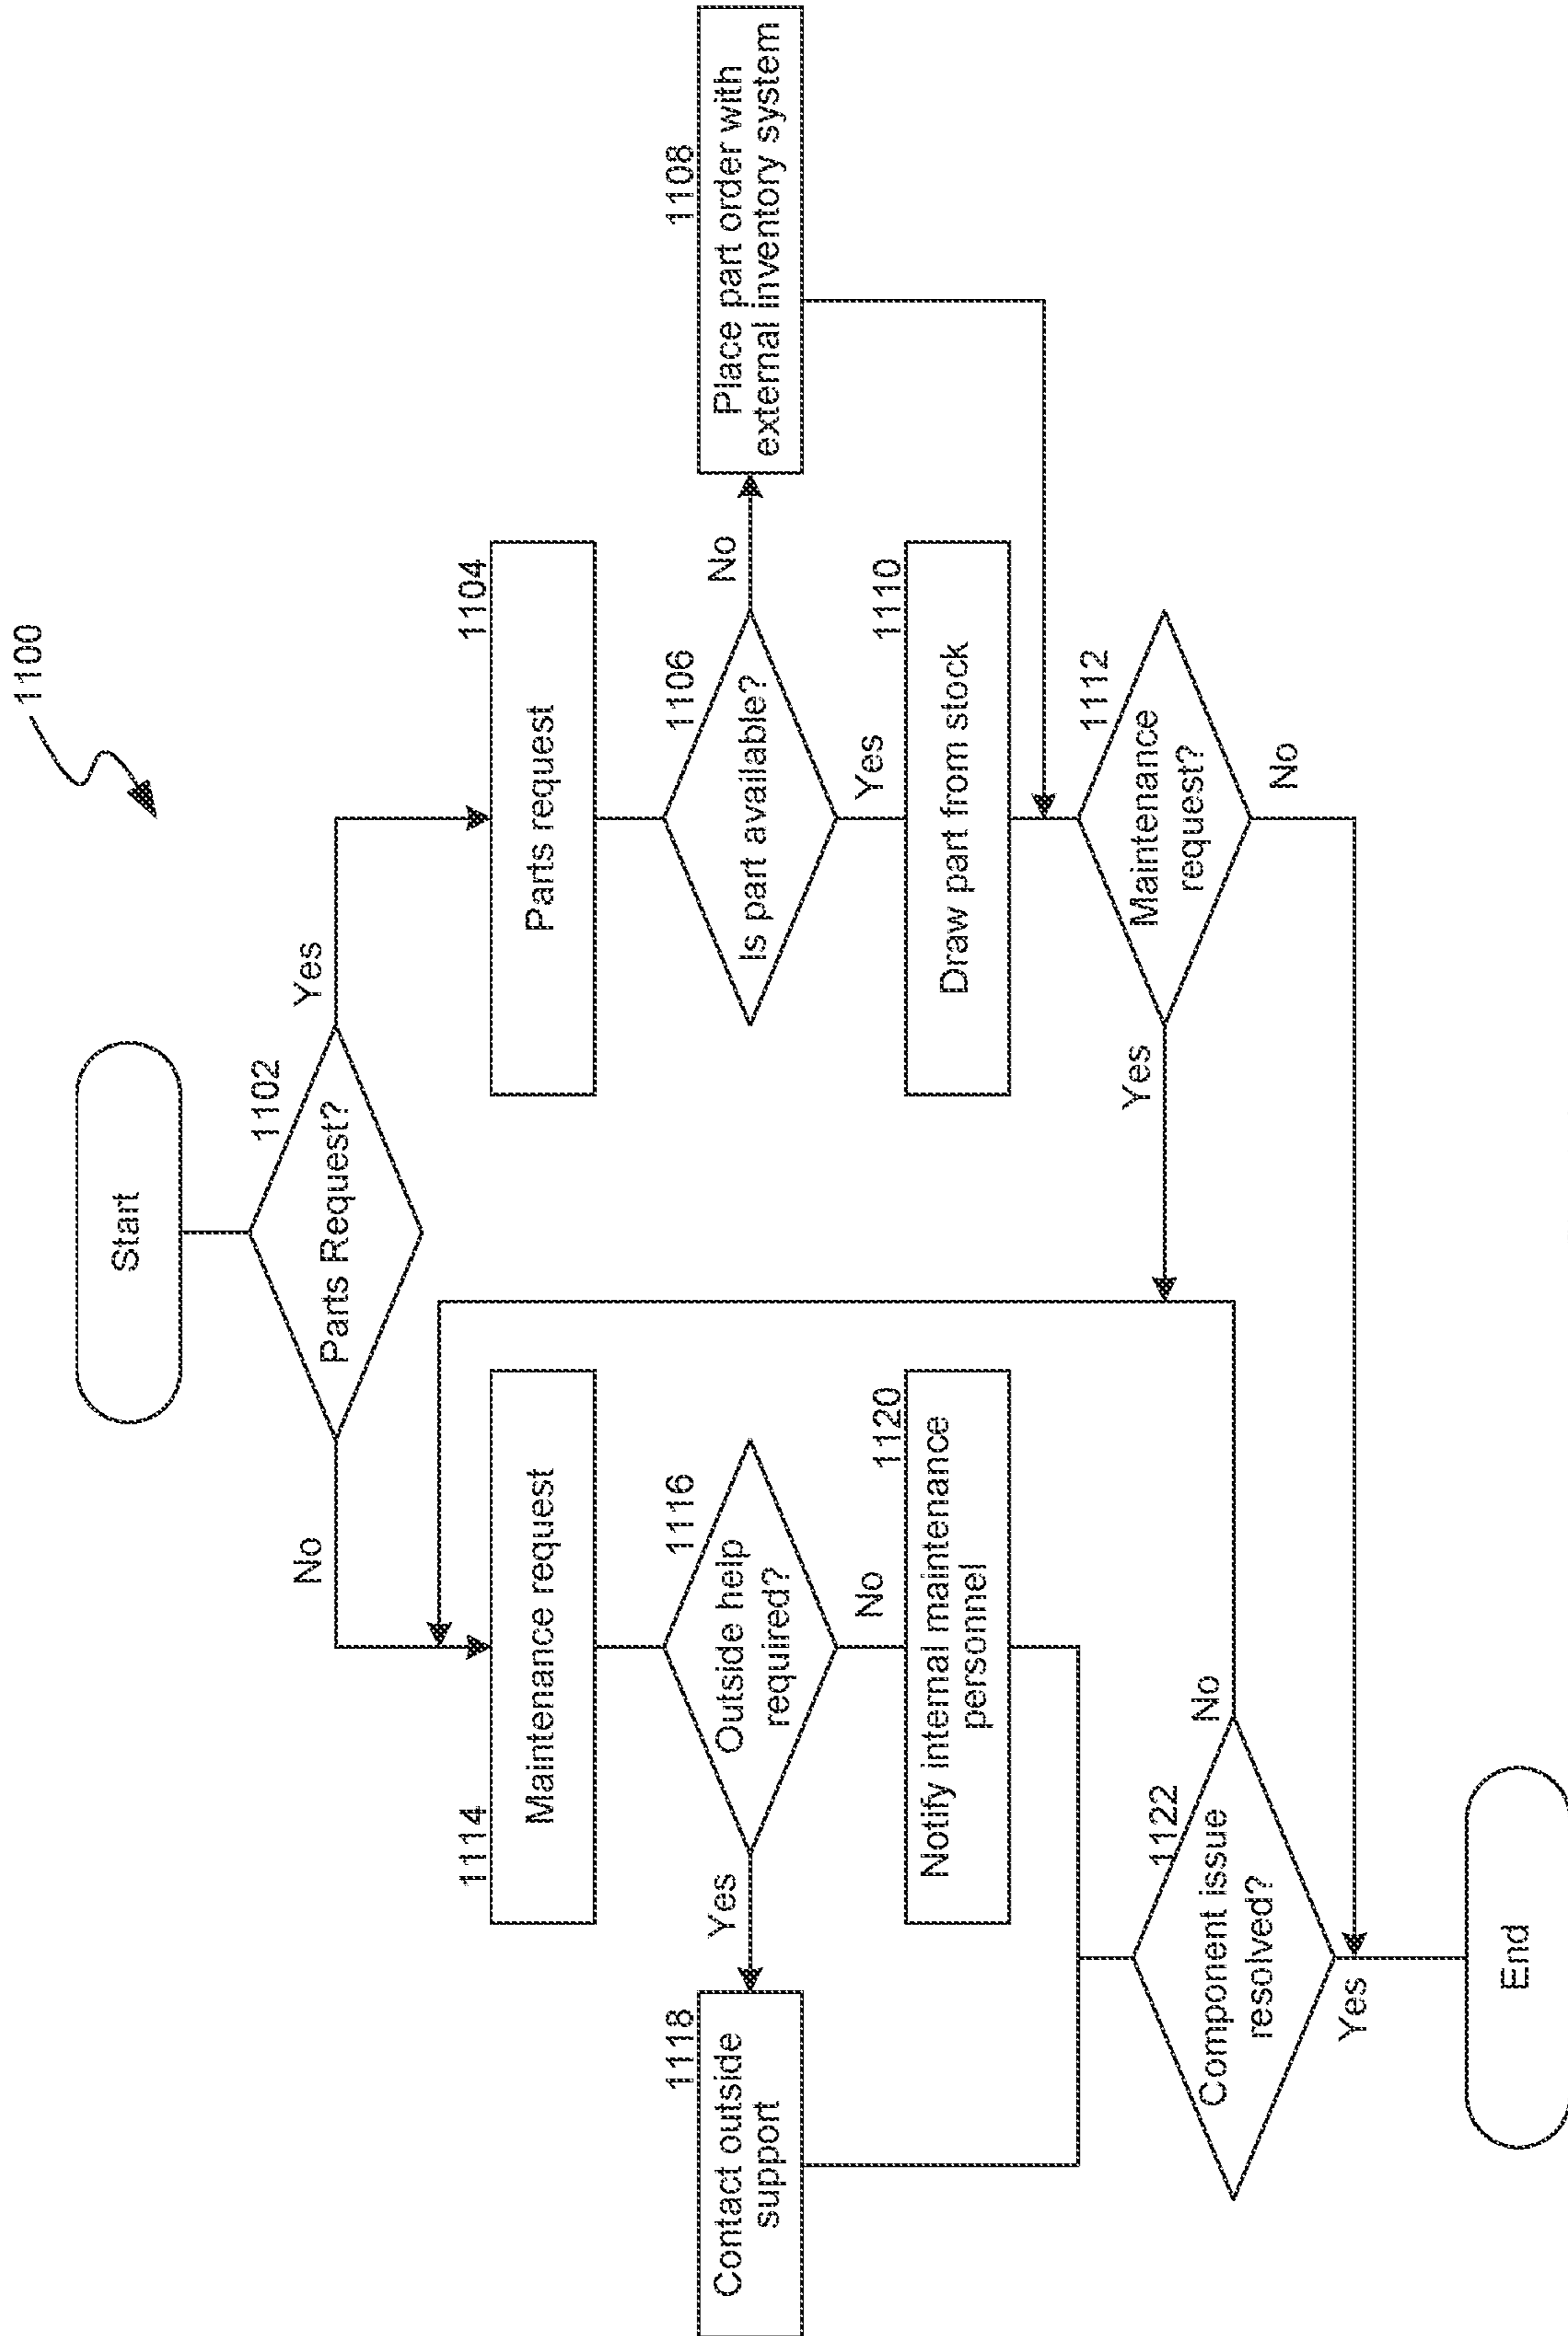 1100
Start
1102
Parts Request?
No
Yes
1114
Maintenance request
1104
Parts request
1116
Outside help
required?
Yes
No
1118
Contact outside
support
1120
Notify internal maintenance
personnel
1106
Is part available?
No
Yes
1108
Place part order with
external inventory system
1110
Draw part from stock
1112
Maintenance
request?
Yes
No
1122
Component issue
resolved?
No
Yes
End